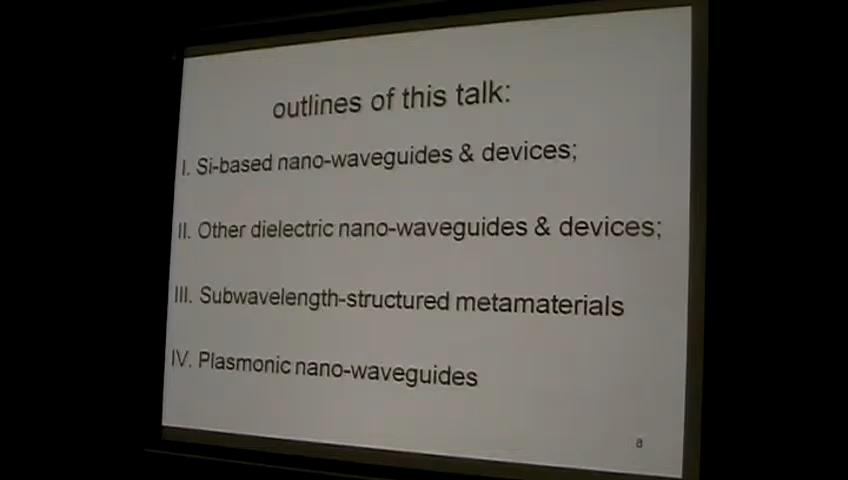 outlines of this talk:
I. Si-based nano-waveguides & devices;
II. Other dielectric nano-waveguides & devices;
III. Subwavelength-structured metamaterials
IV. Plasmonic nano-waveguides